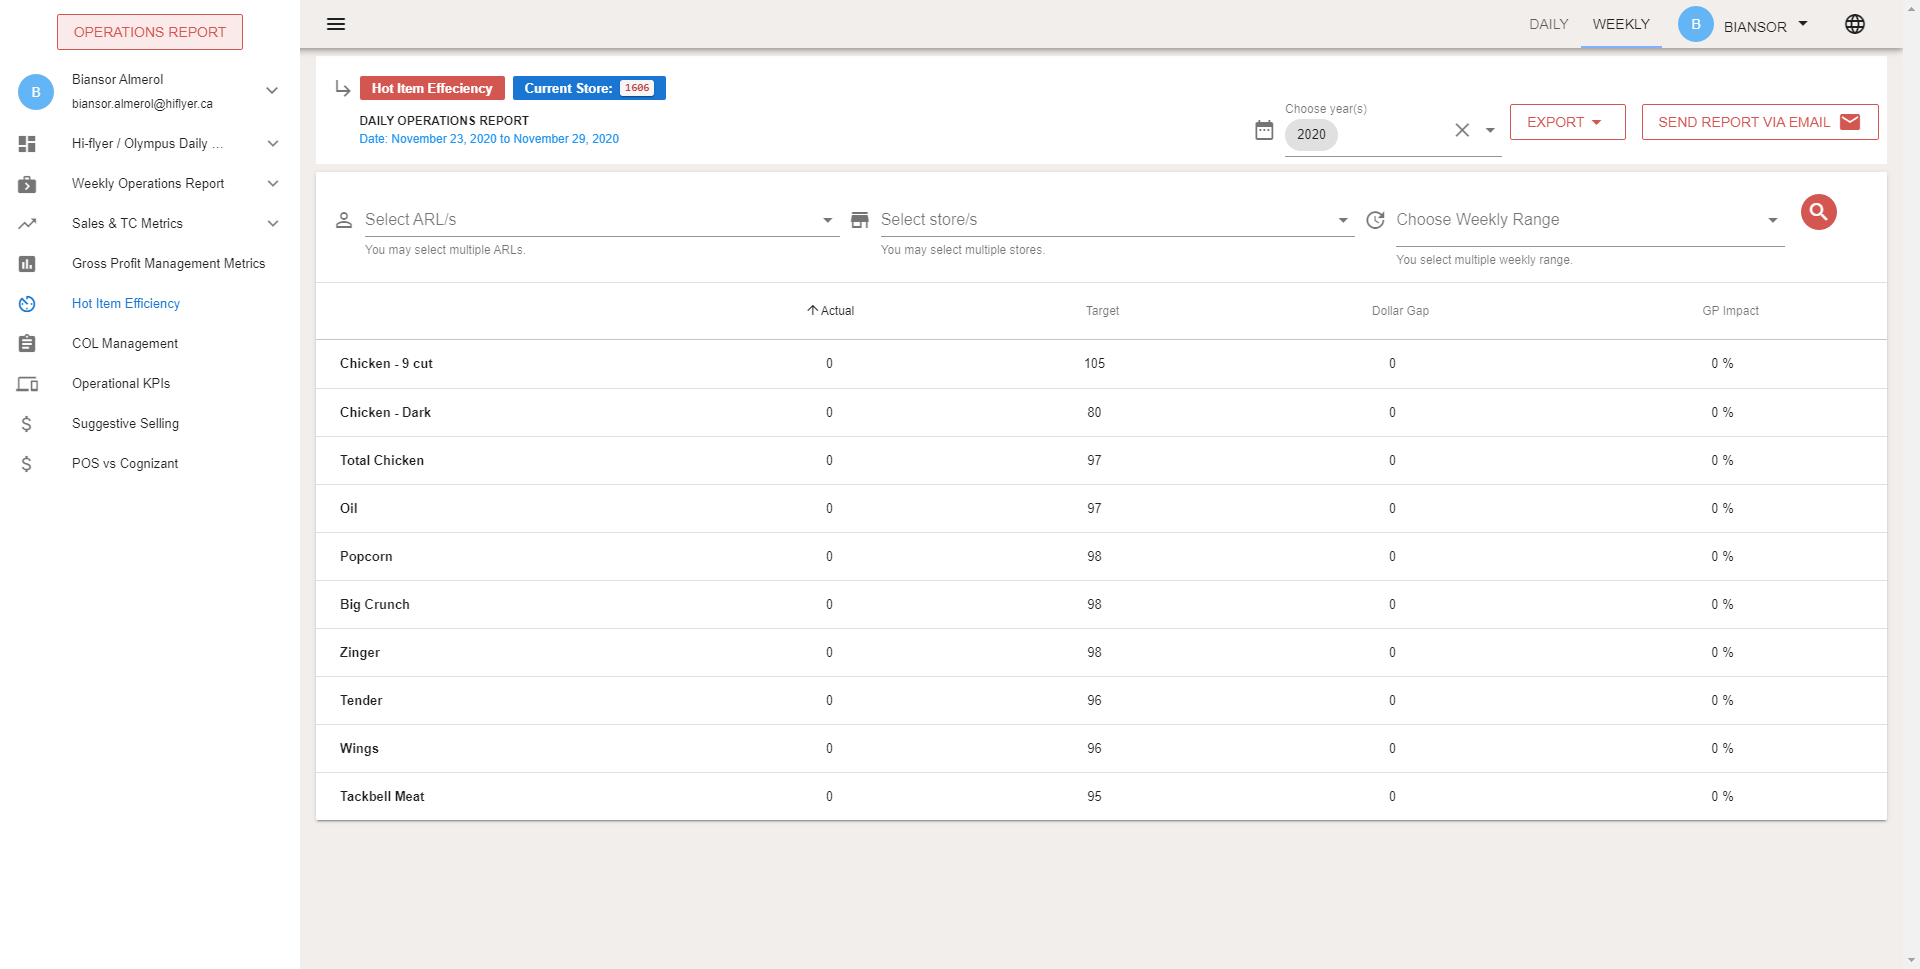 OPERATIONS REPORT
B
Biansor Almerol
biansor.almerol@hiflyer.ca
Hi-flyer / Olympus Daily ...
Weekly Operations Report
Sales & TC Metrics
Gross Profit Management Metrics
Hot Item Efficiency
COL Management
Operational KPIs
Suggestive Selling
POS vs Cognizant
DAILY WEEKLY B BIANSOR
Hot Item Effeciency Current Store: 1606
DAILY OPERATIONS REPORT
Date: November 23, 2020 to November 29, 2020
Choose year(s)
2020
EXPORT
SEND REPORT VIA EMAIL
Select ARL/s Select store/s Choose Weekly Range
You may select multiple ARLs. You may select multiple stores. You select multiple weekly range.
Actual Target Dollar Gap GP Impact
Chicken - 9 cut 0 105 0 0 %
Chicken - Dark 0 80 0 0 %
Total Chicken 0 97 0 0 %
Oil 0 97 0 0 %
Popcorn 0 98 0 0 %
Big Crunch 0 98 0 0 %
Zinger 0 98 0 0 %
Tender 0 96 0 0 %
Wings 0 96 0 0 %
Tackbell Meat 0 95 0 0 %